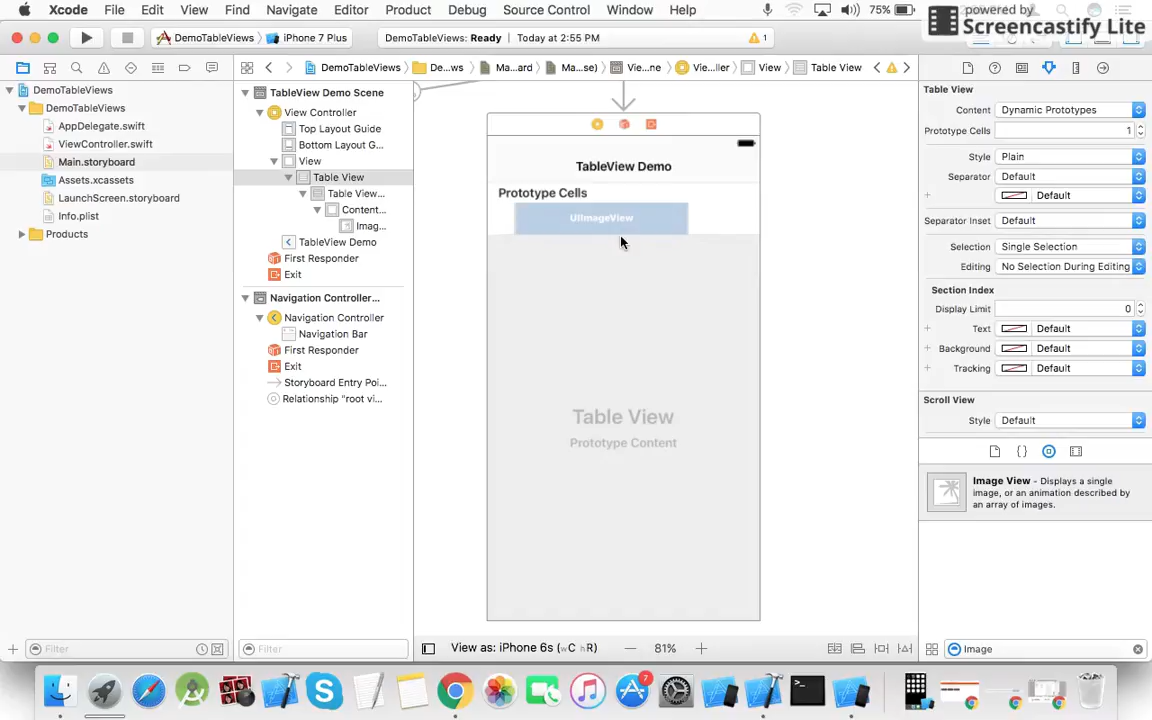 Xcode File Edit View Find Navigate Editor Product Debug Source Control Window Help 75%
powered by
Screencastify Lite
DemoTableViews iPhone 7 Plus DemoTableViews: Ready Today at 2:55 PM 1
DemoTableViews De...ws Ma...ard Ma...se) Vie...ne Vie...ller View Table View
DemoTableViews
DemoTableViews
AppDelegate.swift
ViewController.swift
Main.storyboard
Assets.xcassets
LaunchScreen.storyboard
Info.plist
Products
Filter
TableView Demo Scene
View Controller
Top Layout Guide
Bottom Layout G...
View
Table View
Table View...
Content...
Imag...
TableView Demo
First Responder
Exit
Navigation Controller...
Navigation Controller
Navigation Bar
First Responder
Exit
Storyboard Entry Poi...
Relationship "root vi...
Filter
TableView Demo
Prototype Cells
UIImageView
Table View
Prototype Content
View as: iPhone 6s (wC hR) 81%
Table View
Content Dynamic Prototypes
Prototype Cells 1
Style Plain
Separator Default
Default
Separator Inset Default
Selection Single Selection
Editing No Selection During Editing
Section Index
Display Limit 0
Text Default
Background Default
Tracking Default
Scroll View
Style Default
Image View - Displays a single
image, or an animation described by
an array of images.
Image
7